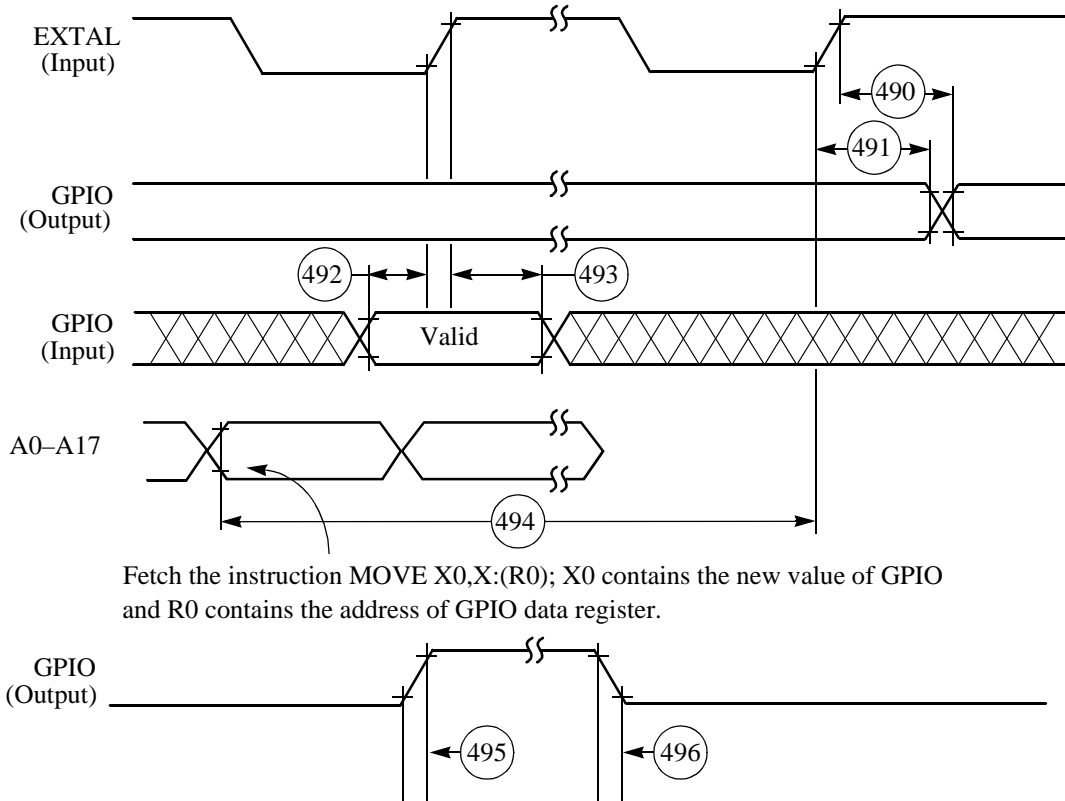 EXTAL
(Input)
490
491
GPIO
(Output)
492
493
GPIO
(Input)
Valid
A0–A17
494
Fetch the instruction MOVE X0,X:(R0); X0 contains the new value of GPIO
and R0 contains the address of GPIO data register.
GPIO
(Output)
495
496